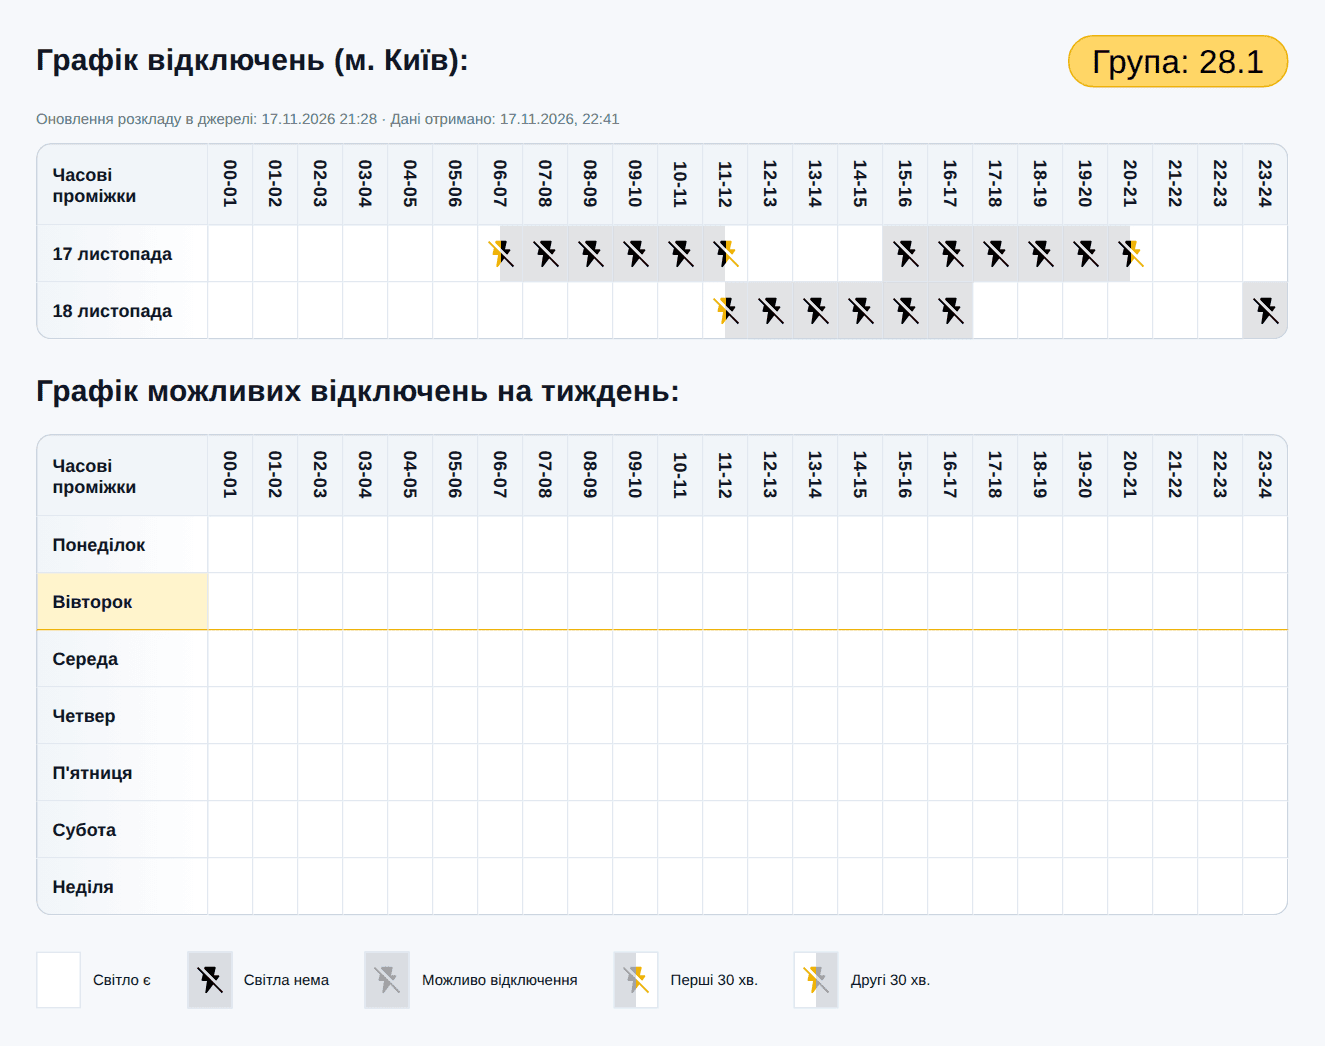 Графік відключень (м. Київ):
Група: 28.1
Оновлення розкладу в джерелі: 17.11.2026 21:28 · Дані отримано: 17.11.2026, 22:41
Часові проміжки 00-01 01-02 02-03 03-04 04-05 05-06 06-07 07-08 08-09 09-10 10-11 11-12 12-13 13-14 14-15 15-16 16-17 17-18 18-19 19-20 20-21 21-22 22-23 23-24
17 листопада
18 листопада
Графік можливих відключень на тиждень:
Часові проміжки 00-01 01-02 02-03 03-04 04-05 05-06 06-07 07-08 08-09 09-10 10-11 11-12 12-13 13-14 14-15 15-16 16-17 17-18 18-19 19-20 20-21 21-22 22-23 23-24
Понеділок
Вівторок
Середа
Четвер
П'ятниця
Субота
Неділя
Світло є Світла нема Можливо відключення Перші 30 хв. Другі 30 хв.